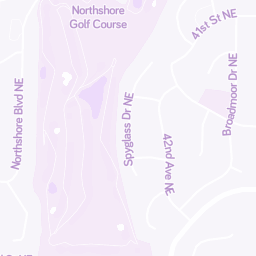 Northshore
Golf Course
41st St NE
Northshore Blvd NE
Spyglass Dr NE
42nd Ave NE
Broadmoor Dr NE